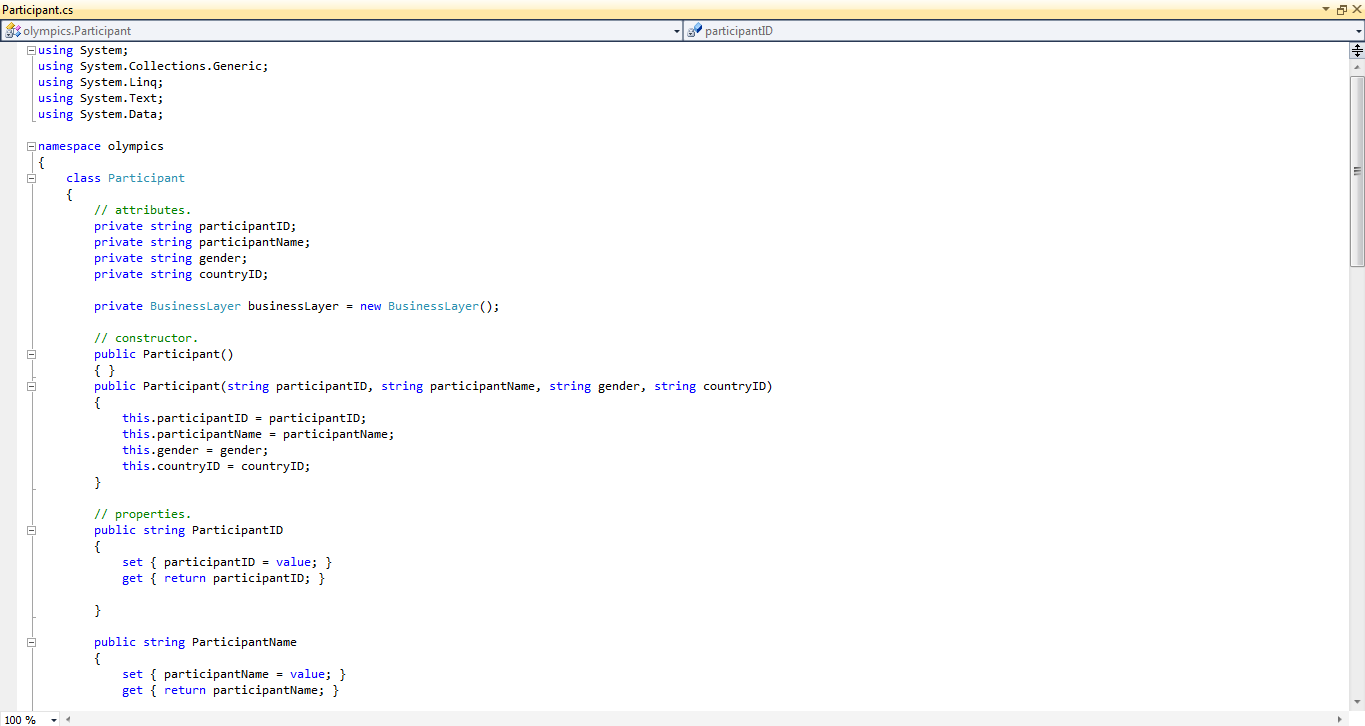 Participant.cs
olympics.Participant
participantID
using System;
using System.Collections.Generic;
using System.Linq;
using System.Text;
using System.Data;
namespace olympics
{
class Participant
{
// attributes.
private string participantID;
private string participantName;
private string gender;
private string countryID;
private BusinessLayer businessLayer = new BusinessLayer();
// constructor.
public Participant()
{ }
public Participant(string participantID, string participantName, string gender, string countryID)
{
this.participantID = participantID;
this.participantName = participantName;
this.gender = gender;
this.countryID = countryID;
}
// properties.
public string ParticipantID
{
set { participantID = value; }
get { return participantID; }
}
public string ParticipantName
{
set { participantName = value; }
get { return participantName; }
100 %